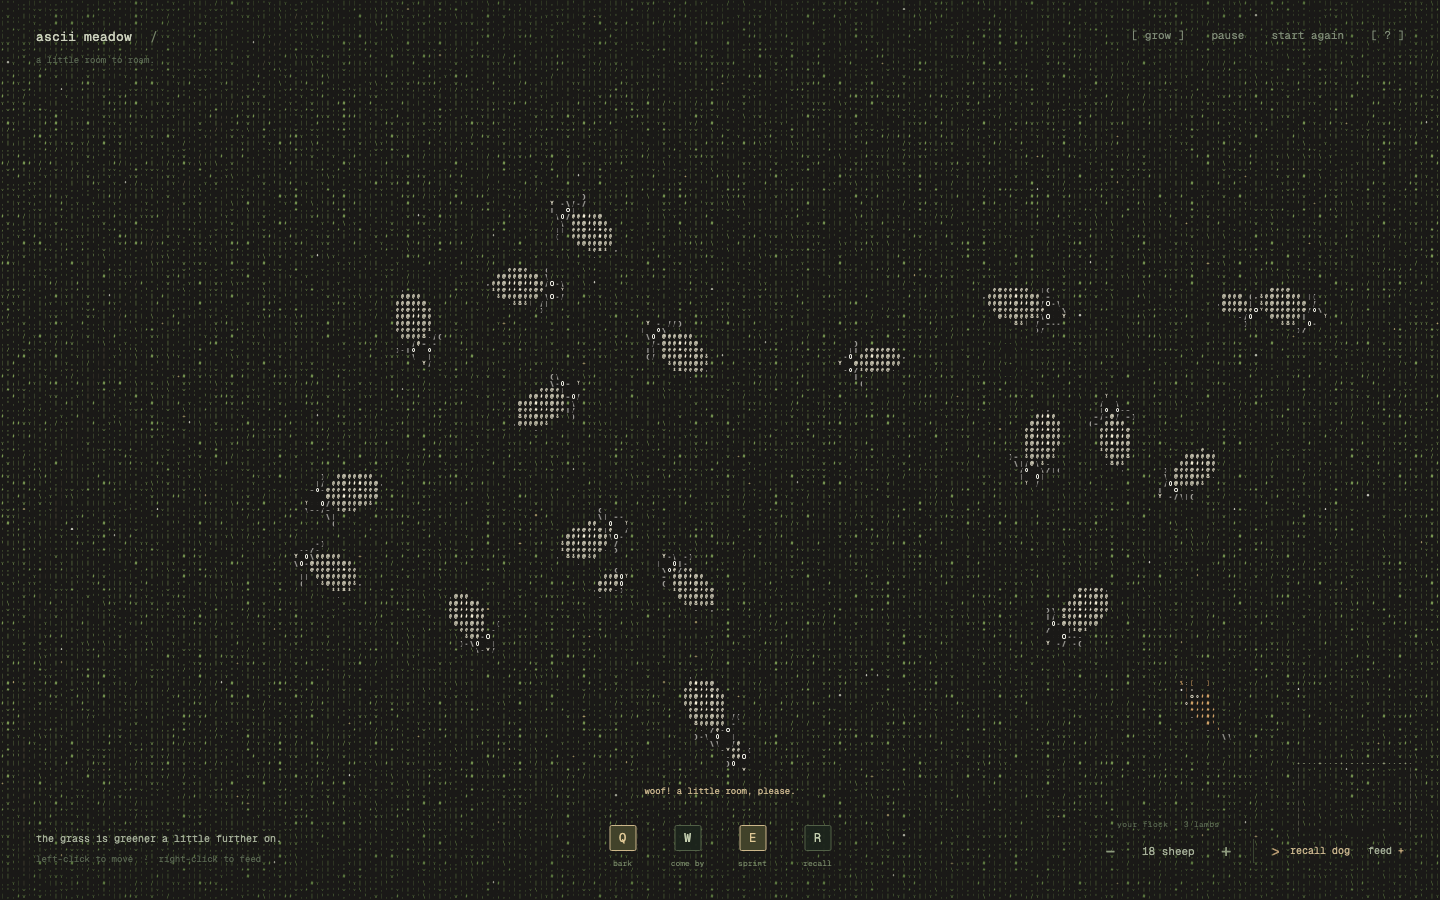 ascii meadow /
a little room to roam
[ grow ] pause start again [ ? ]
woof! a little room, please.
the grass is greener a little further on.
left-click to move · right-click to feed
Q W E R
bark come by sprint recall
your flock · 3 lambs
− 18 sheep + > recall dog feed +